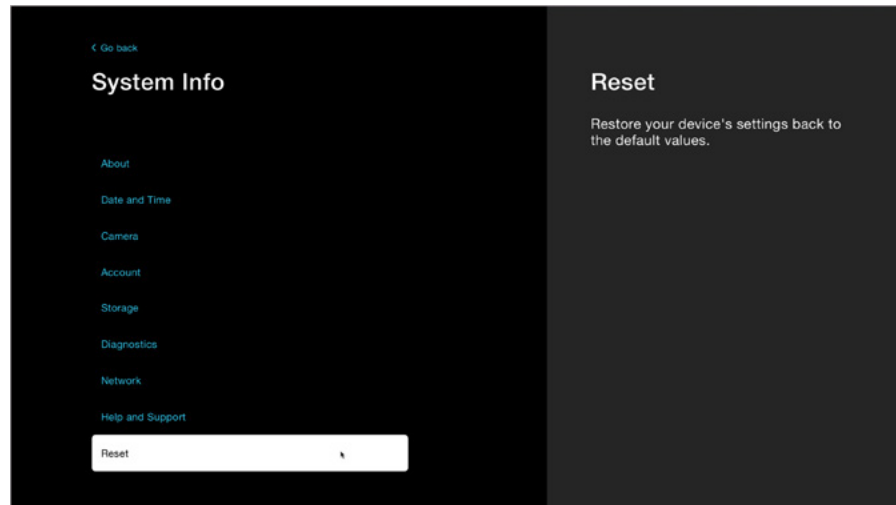 Go back
System Info
About
Date and Time
Camera
Account
Storage
Diagnostics
Network
Help and Support
Reset
Reset
Restore your device's settings back to
the default values.